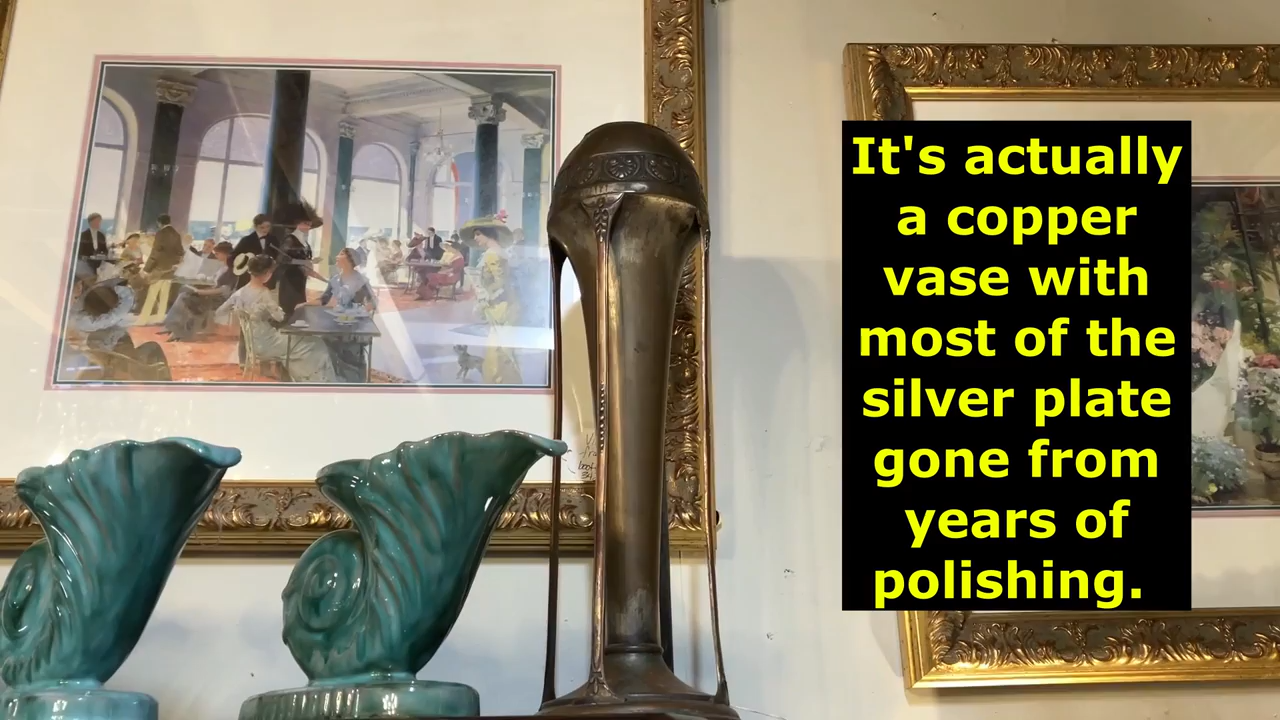 It's actually
a copper
vase with
most of the
silver plate
gone from
years of
polishing.